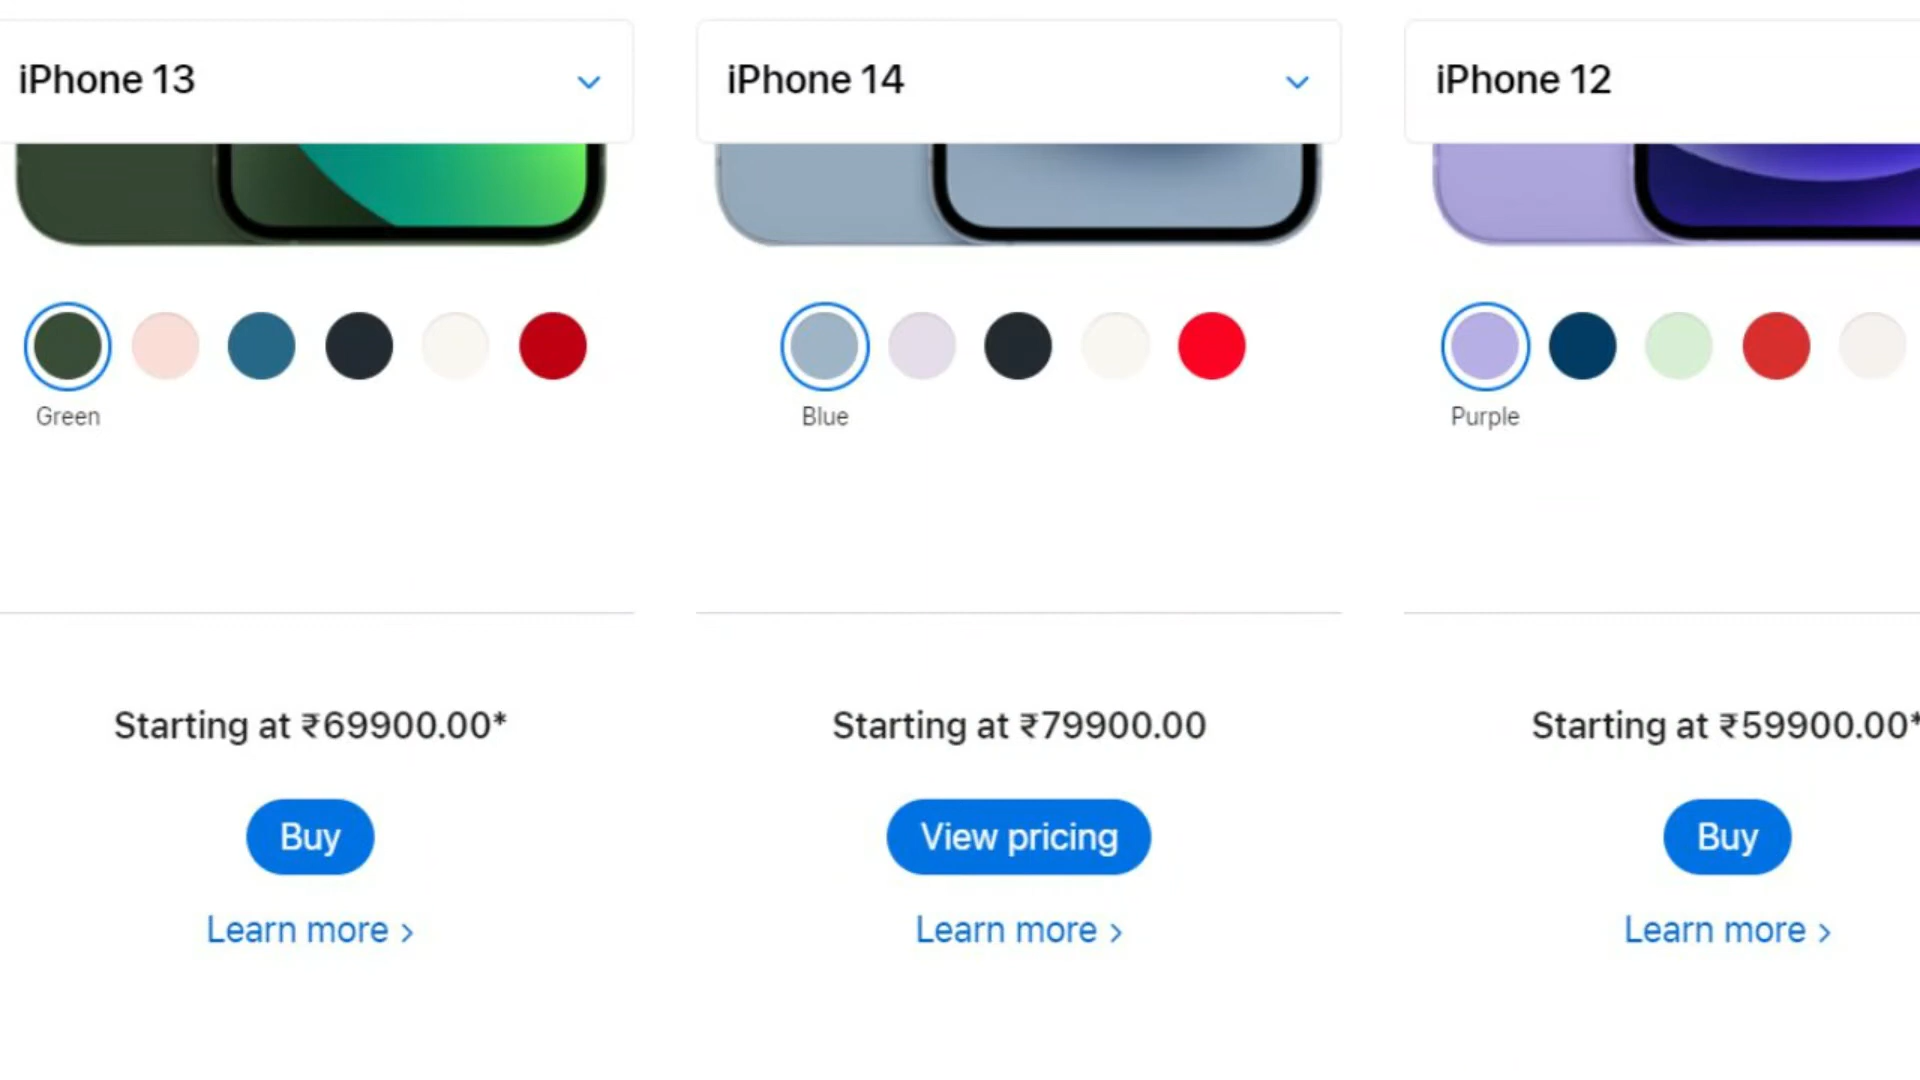 iPhone 13
iPhone 14
iPhone 12
Green
Blue
Purple
Starting at ₹69900.00*
Starting at ₹79900.00
Starting at ₹59900.00*
Buy
View pricing
Buy
Learn more >
Learn more >
Learn more >